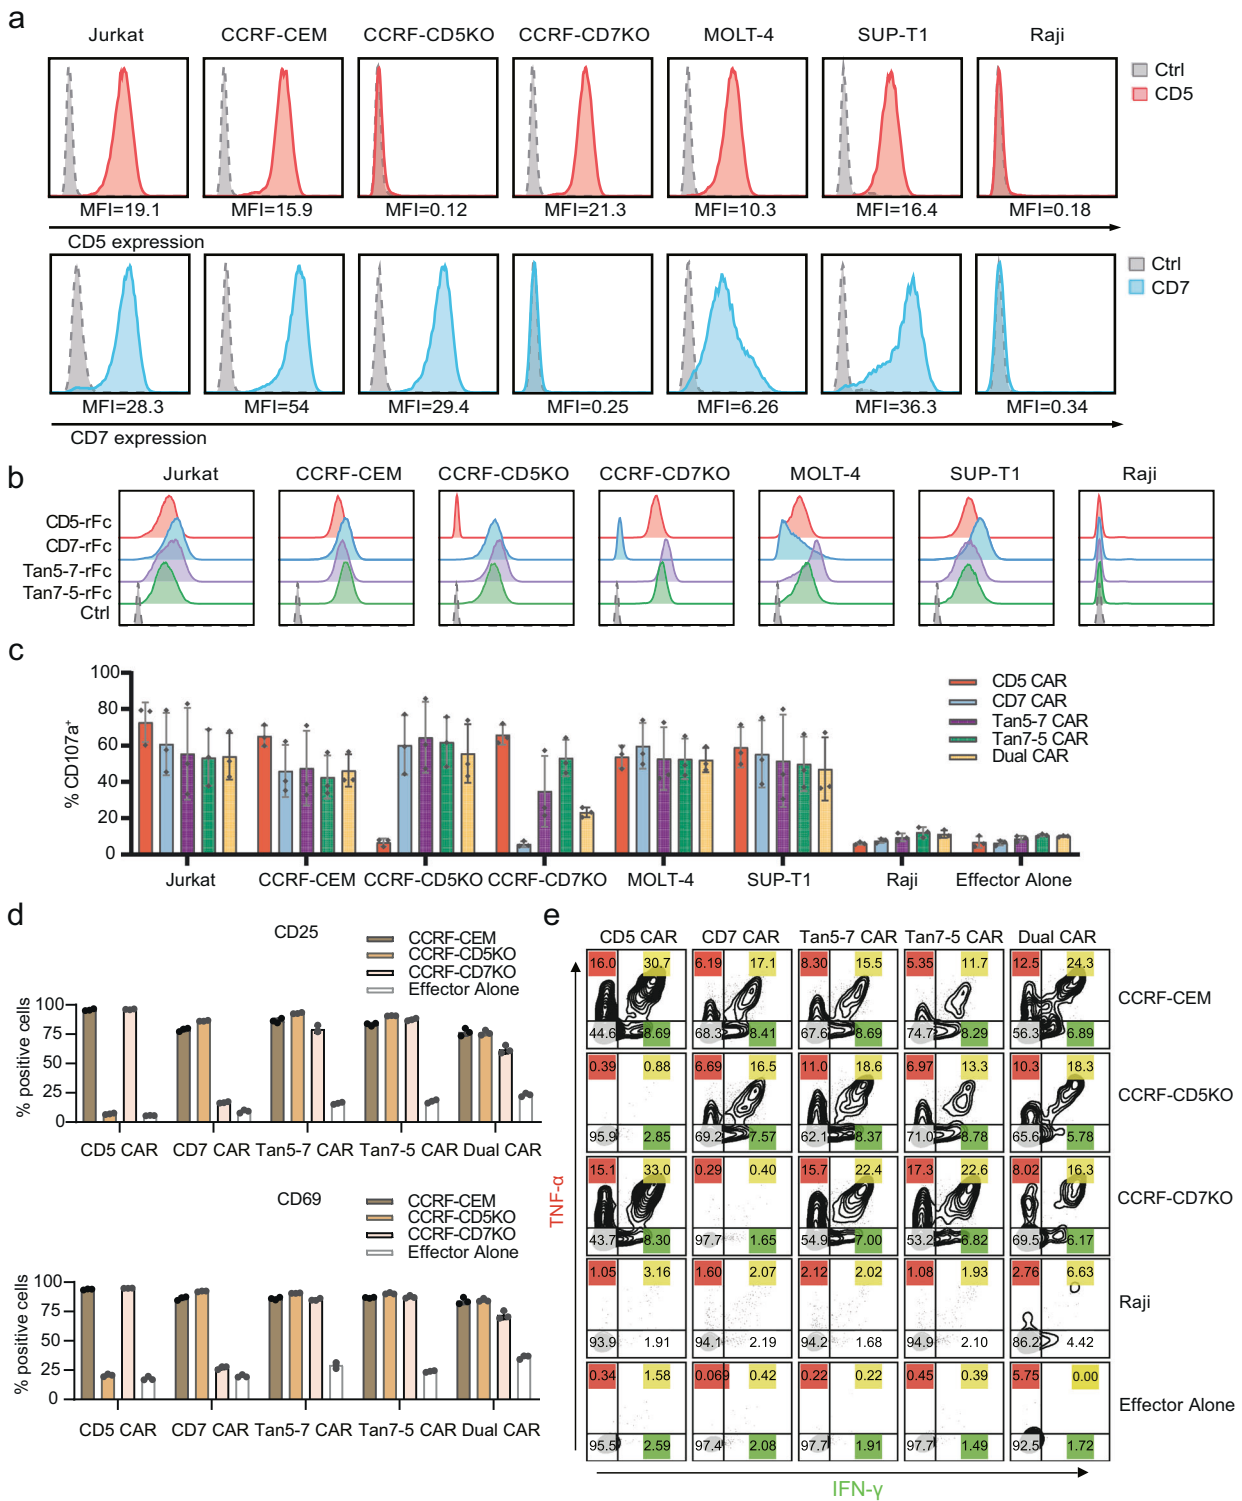 a
Jurkat CCRF-CEM CCRF-CD5KO CCRF-CD7KO MOLT-4 SUP-T1 Raji
Ctrl
CD5
MFI=19.1 MFI=15.9 MFI=0.12 MFI=21.3 MFI=10.3 MFI=16.4 MFI=0.18
CD5 expression
Ctrl
CD7
MFI=28.3 MFI=54 MFI=29.4 MFI=0.25 MFI=6.26 MFI=36.3 MFI=0.34
CD7 expression
b
Jurkat CCRF-CEM CCRF-CD5KO CCRF-CD7KO MOLT-4 SUP-T1 Raji
CD5-rFc
CD7-rFc
Tan5-7-rFc
Tan7-5-rFc
Ctrl
c
% CD107a+
100
80
60
40
20
0
CD5 CAR
CD7 CAR
Tan5-7 CAR
Tan7-5 CAR
Dual CAR
Jurkat CCRF-CEM CCRF-CD5KO CCRF-CD7KO MOLT-4 SUP-T1 Raji Effector Alone
d
CD25
CCRF-CEM
CCRF-CD5KO
CCRF-CD7KO
Effector Alone
% positive cells
100
75
50
25
0
CD5 CAR CD7 CAR Tan5-7 CAR Tan7-5 CAR Dual CAR
CD69
CCRF-CEM
CCRF-CD5KO
CCRF-CD7KO
Effector Alone
% positive cells
100
75
50
25
0
CD5 CAR CD7 CAR Tan5-7 CAR Tan7-5 CAR Dual CAR
e
CD5 CAR CD7 CAR Tan5-7 CAR Tan7-5 CAR Dual CAR
16.0 30.7 6.19 17.1 8.30 15.5 5.35 11.7 12.5 24.3
CCRF-CEM
44.6 8.69 68.3 8.41 67.6 8.69 74.7 8.29 56.3 6.89
0.39 0.88 6.69 16.5 11.0 18.6 6.97 13.3 10.3 18.3
CCRF-CD5KO
95.9 2.85 69.2 7.57 62.1 8.37 71.0 8.78 65.6 5.78
15.1 33.0 0.29 0.40 15.7 22.4 17.3 22.6 8.02 16.3
CCRF-CD7KO
43.7 8.30 97.7 1.65 54.9 7.00 53.2 6.82 69.5 6.17
1.05 3.16 1.60 2.07 2.12 2.02 1.08 1.93 2.76 6.63
Raji
93.9 1.91 94.1 2.19 94.2 1.68 94.9 2.10 86.2 4.42
0.34 1.58 0.069 0.42 0.22 0.22 0.45 0.39 5.75 0.00
Effector Alone
95.5 2.59 97.4 2.08 97.7 1.91 97.7 1.49 92.5 1.72
TNF-α
IFN-γ